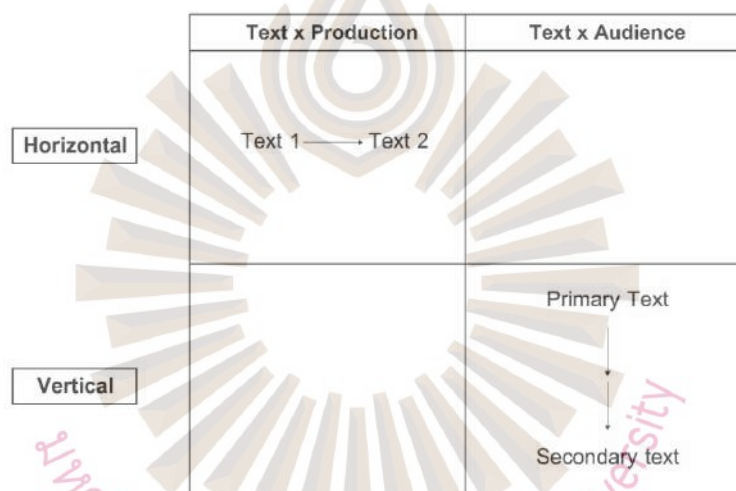 Text x Production Text x Audience
Horizontal
Text 1 Text 2
Primary Text
Vertical
Secondary text